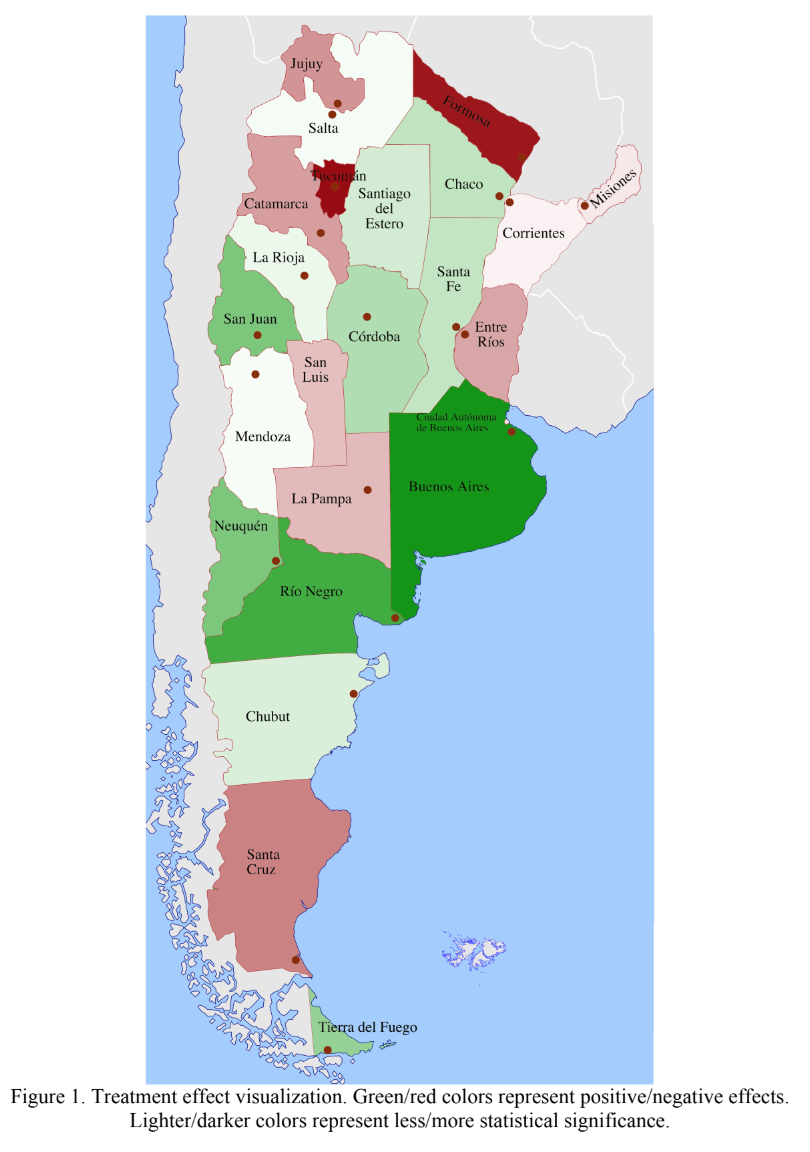 Jujuy
Formosa
Salta
Tucumán
Misiones
Chaco
Santiago
del
Estero
Catamarca
Corrientes
La Rioja
Santa
Fe
San Juan
Entre
Ríos
Córdoba
San
Luis
Ciudad Autónoma
de Buenos Aires
Mendoza
Buenos Aires
La Pampa
Neuquén
Río Negro
Chubut
Santa
Cruz
Tierra del Fuego
Figure 1. Treatment effect visualization. Green/red colors represent positive/negative effects.
Lighter/darker colors represent less/more statistical significance.